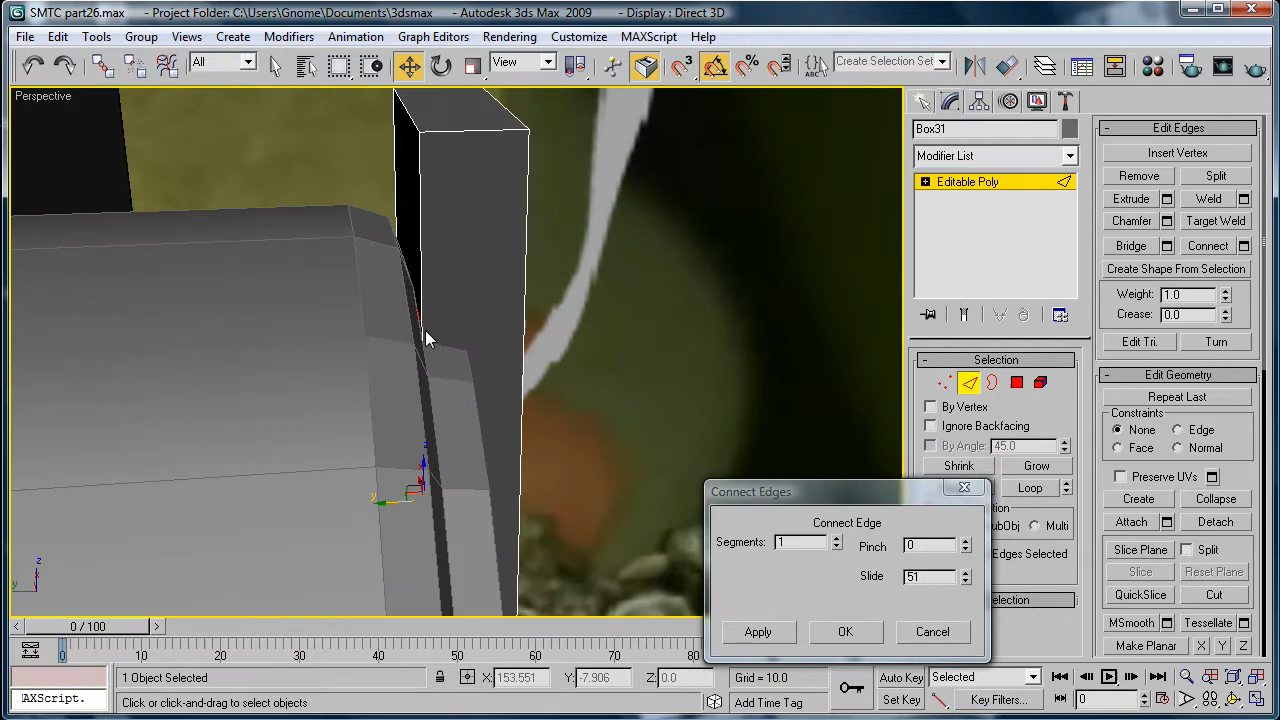 SMTC part26.max - Project Folder: C:\Users\Gnome\Documents\3dsmax - Autodesk 3ds Max 2009 - Display : Direct 3D
File Edit Tools Group Views Create Modifiers Animation Graph Editors Rendering Customize MAXScript Help
All View 3 Create Selection Set
Perspective
Box31
Modifier List
Editable Poly
Selection
By Vertex
Ignore Backfacing
By Angle: 45.0
Shrink Grow
Loop
Multi
Edges Selected
Edit Edges
Insert Vertex
Remove Split
Extrude Weld
Chamfer Target Weld
Bridge Connect
Create Shape From Selection
Weight: 1.0
Crease: 0.0
Edit Tri. Turn
Edit Geometry
Repeat Last
Constraints
None Edge
Face Normal
Preserve UVs
Create Collapse
Attach Detach
Slice Plane Split
Slice Reset Plane
QuickSlice Cut
MSmooth Tessellate
Make Planar X Y Z
Connect Edges
Connect Edge
Segments: 1 Pinch 0
Slide 51
Apply OK Cancel
z
y
z
y
0 / 100
0 10 20 30 40 50 60 70 80
1 Object Selected X: 153.551 Y: -7.906 Z: 0.0 Grid = 10.0 Auto Key Selected
AXScript. Click or click-and-drag to select objects Add Time Tag Set Key Key Filters... 0